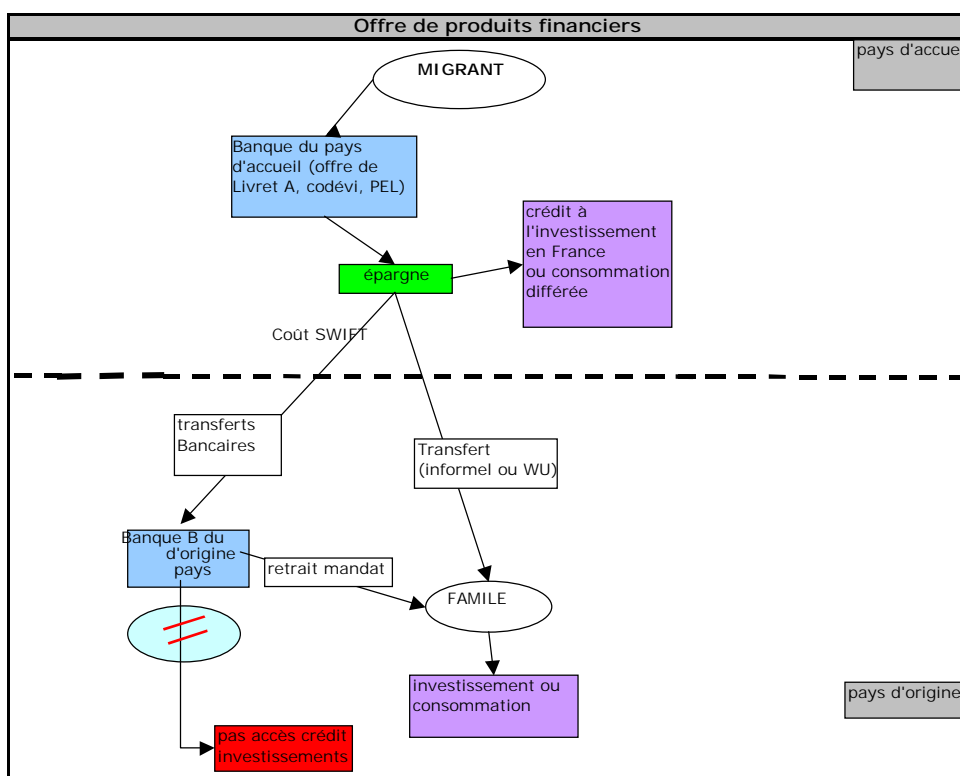 Offre de produits financiers
pays d'accue
MIGRANT
Banque du pays
d'accueil (offre de
Livret A, codévi, PEL)
crédit à
l'investissement
en France
ou consommation
différée
épargne
Coût SWIFT
transferts
Bancaires
Transfert
(informel ou WU)
Banque B du
d'origine
pays
retrait mandat
FAMILE
investissement ou
consommation
pays d'origine
pas accès crédit
investissements